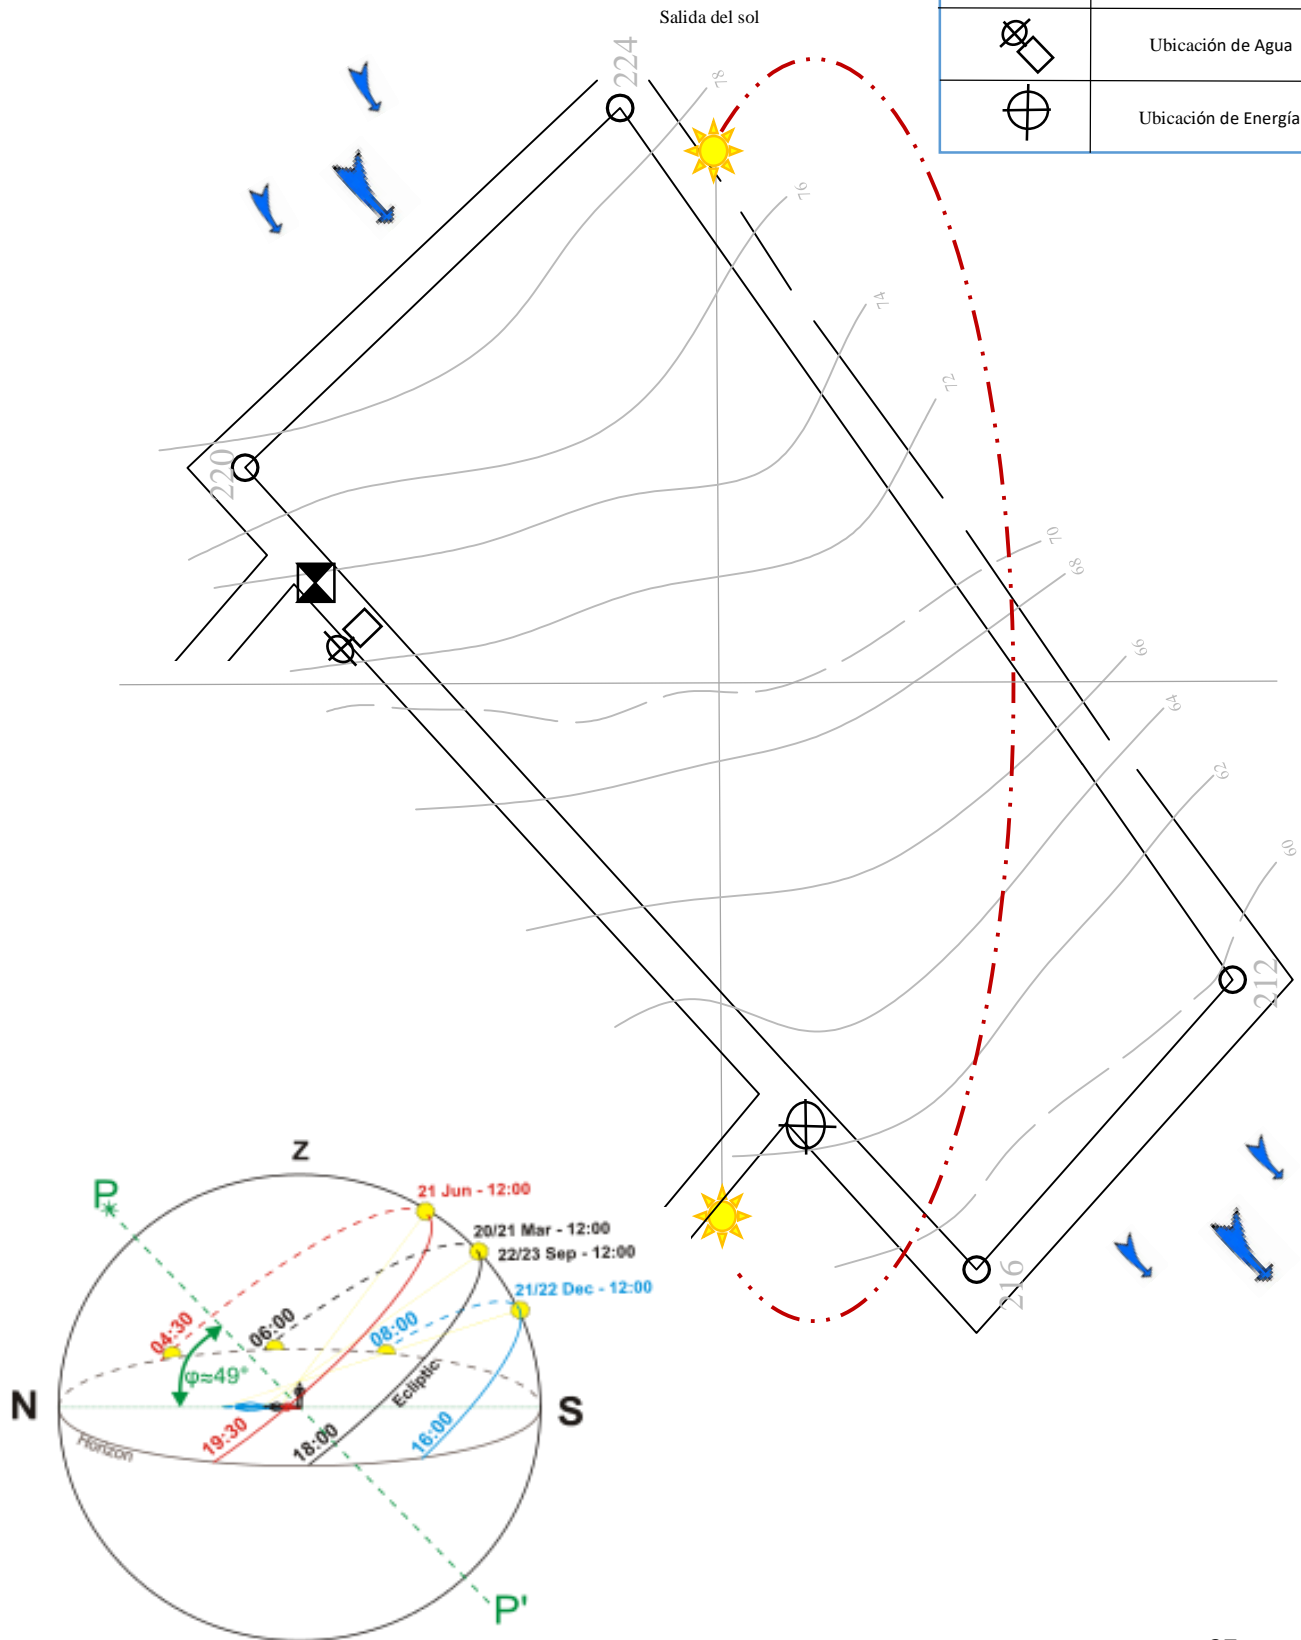 Salida del sol
Ubicación de Agua
Ubicación de Energía
224
78
76
74
72
220
70
68
66
64
62
60
212
216
Z
P
21 Jun - 12:00
20/21 Mar - 12:00
22/23 Sep - 12:00
21/22 Dec - 12:00
04:30
06:00
08:00
φ≈49°
Ecliptic
N
S
19:30
18:00
16:00
Horizon
P'